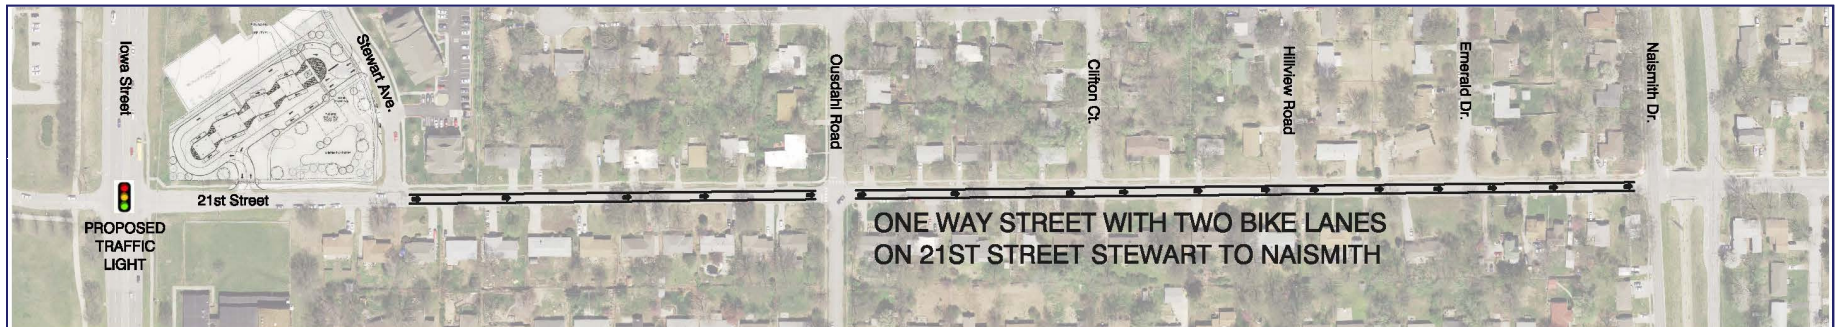 Iowa Street
Stewart Ave.
Ousdahl Road
Clifton Ct.
Hillview Road
Emerald Dr.
Naismith Dr.
21st Street
PROPOSED
TRAFFIC
LIGHT
ONE WAY STREET WITH TWO BIKE LANES
ON 21ST STREET STEWART TO NAISMITH